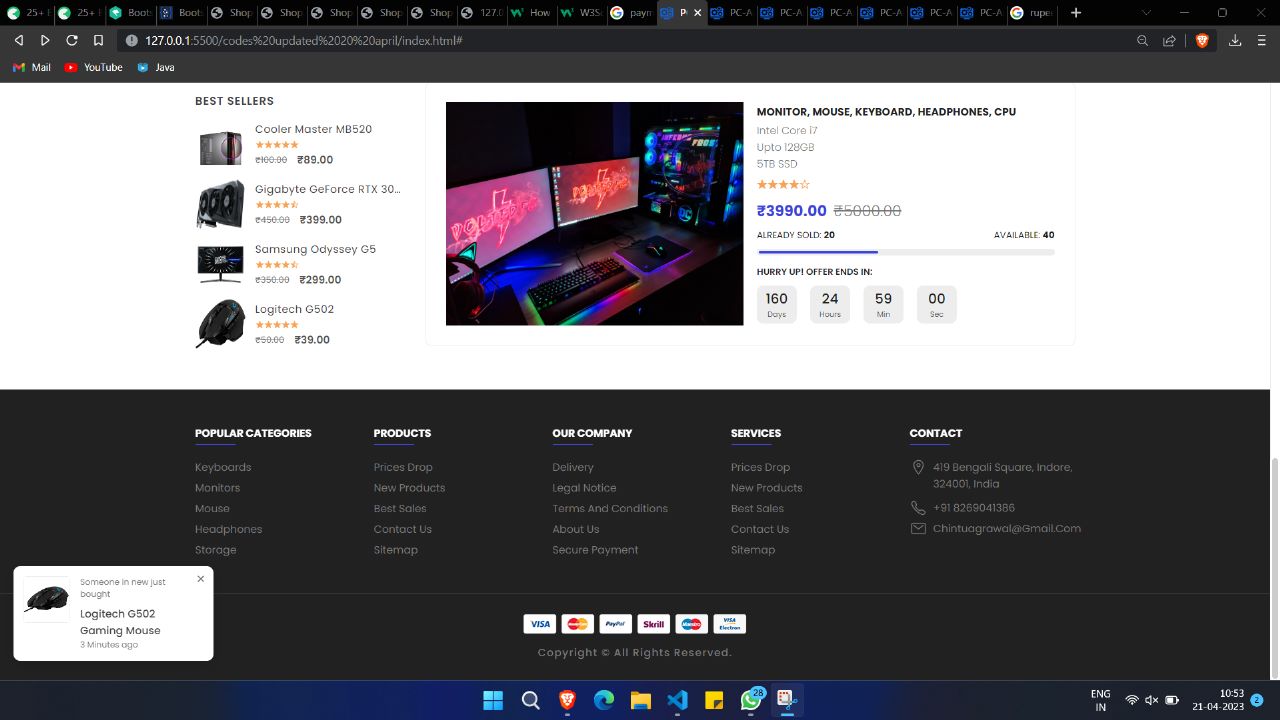 25 +
25 +
Boots
Boots
Shop
Shop
Shop
Shop
Shop
127.0
How
W3Sc
paym
PC-A
PC-A
PC-A
PC-A
PC-A
PC-A
rupe
127.0.0.1:5500/codes%20updated%2020%20april/index.html#
Mail YouTube Java
BEST SELLERS
Cooler Master MB520
₹100.00 ₹89.00
Gigabyte GeForce RTX 30...
₹450.00 ₹399.00
Samsung Odyssey G5
₹350.00 ₹299.00
Logitech G502
₹50.00 ₹39.00
MONITOR, MOUSE, KEYBOARD, HEADPHONES, CPU
Intel Core i7
Upto 128GB
5TB SSD
₹3990.00 ₹5000.00
ALREADY SOLD: 20 AVAILABLE: 40
HURRY UP! OFFER ENDS IN:
160 24 59 00
Days Hours Min Sec
POPULAR CATEGORIES
Keyboards
Monitors
Mouse
Headphones
Storage
PRODUCTS
Prices Drop
New Products
Best Sales
Contact Us
Sitemap
OUR COMPANY
Delivery
Legal Notice
Terms And Conditions
About Us
Secure Payment
SERVICES
Prices Drop
New Products
Best Sales
Contact Us
Sitemap
CONTACT
419 Bengali Square, Indore,
324001, India
+91 8269041386
Chintuagrawal@Gmail.Com
Someone in new just
bought
Logitech G502
Gaming Mouse
3 Minutes ago
VISA MasterCard PayPal Skrill Maestro VISA Electron
Copyright © All Rights Reserved.
28
ENG
IN
10:53
21-04-2023
2